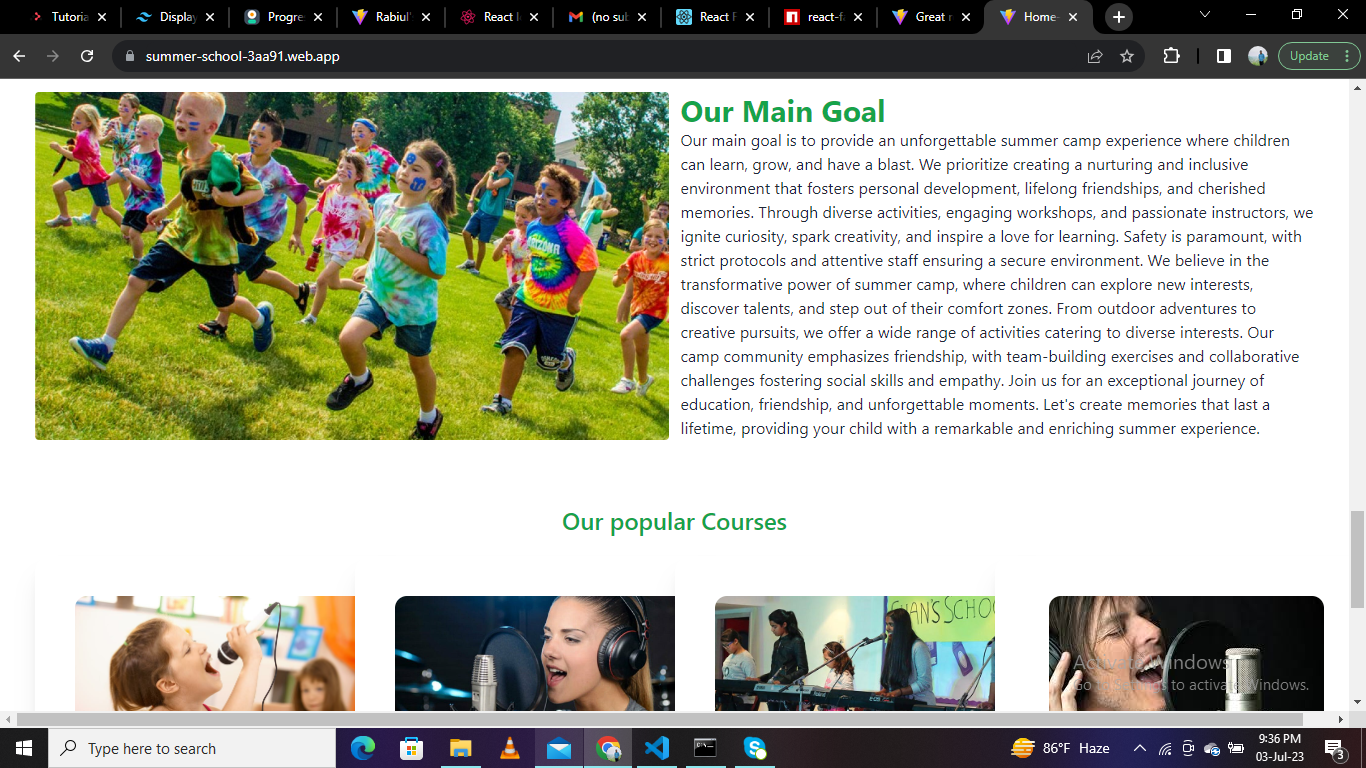 Tutoria
Display
Progre
Rabiul'
React I
(no sub
React F
react-fa
Great r
Home-
summer-school-3aa91.web.app
Update
Our Main Goal
Our main goal is to provide an unforgettable summer camp experience where children
can learn, grow, and have a blast. We prioritize creating a nurturing and inclusive
environment that fosters personal development, lifelong friendships, and cherished
memories. Through diverse activities, engaging workshops, and passionate instructors, we
ignite curiosity, spark creativity, and inspire a love for learning. Safety is paramount, with
strict protocols and attentive staff ensuring a secure environment. We believe in the
transformative power of summer camp, where children can explore new interests,
discover talents, and step out of their comfort zones. From outdoor adventures to
creative pursuits, we offer a wide range of activities catering to diverse interests. Our
camp community emphasizes friendship, with team-building exercises and collaborative
challenges fostering social skills and empathy. Join us for an exceptional journey of
education, friendship, and unforgettable moments. Let's create memories that last a
lifetime, providing your child with a remarkable and enriching summer experience.
Our popular Courses
Activate Windows
Go to Settings to activate Windows.
Type here to search
86°F Haze
9:36 PM
03-Jul-23
3